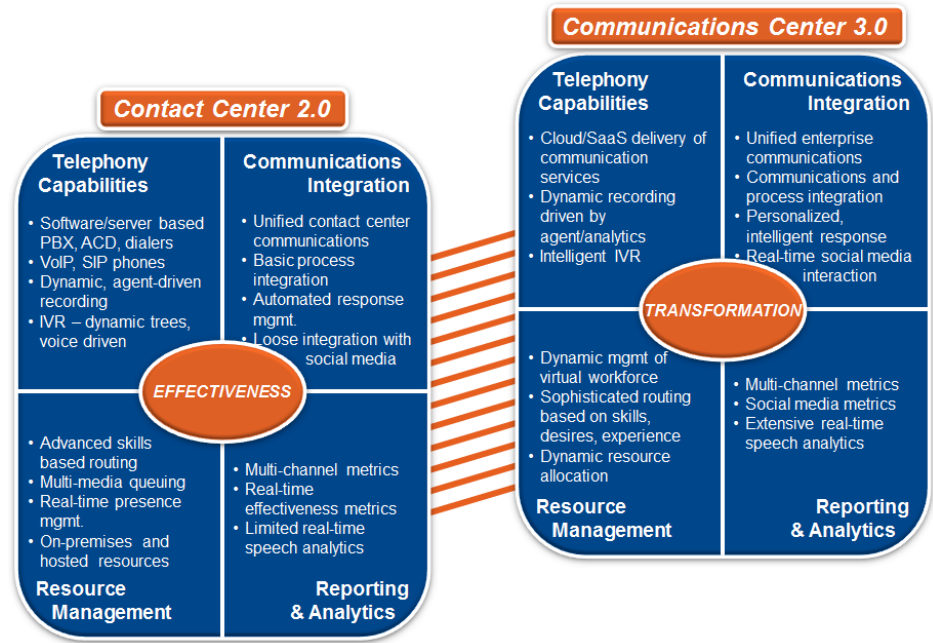 Contact Center 2.0
Telephony
Capabilities
• Software/server based
PBX, ACD, dialers
• VoIP, SIP phones
• Dynamic, agent-driven
recording
• IVR – dynamic trees,
voice driven
Communications
Integration
• Unified contact center
communications
• Basic process
integration
• Automated response
mgmt.
• Loose integration with
social media
EFFECTIVENESS
• Advanced skills
based routing
• Multi-media queuing
• Real-time presence
mgmt.
• On-premises and
hosted resources
Resource
Management
• Multi-channel metrics
• Real-time
effectiveness metrics
• Limited real-time
speech analytics
Reporting
& Analytics
Communications Center 3.0
Telephony
Capabilities
• Cloud/SaaS delivery of
communication
services
• Dynamic recording
driven by
agent/analytics
• Intelligent IVR
Communications
Integration
• Unified enterprise
communications
• Communications and
process integration
• Personalized,
intelligent response
• Real-time social media
interaction
TRANSFORMATION
• Dynamic mgmt of
virtual workforce
• Sophisticated routing
based on skills,
desires, experience
• Dynamic resource
allocation
Resource
Management
• Multi-channel metrics
• Social media metrics
• Extensive real-time
speech analytics
Reporting
& Analytics